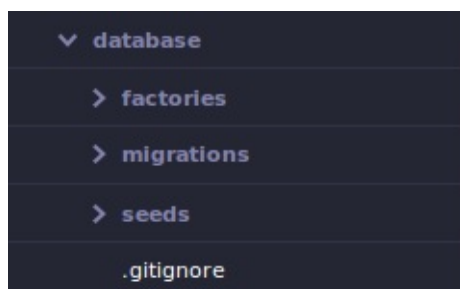 database
factories
migrations
seeds
.gitignore